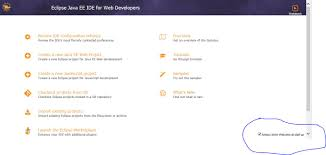 Eclipse Java EE IDE for Web Developers
Workbench
Review IDE configuration settings
Review the IDE's most fiercely contested preferences
Overview
Get an overview of the features
Create a new Java EE Web Project
Create a new Eclipse project for Java EE Web development
Tutorials
Go through tutorials
Create a new JavaScript project
Create a new Eclipse project for JavaScript development
Samples
Try out the samples
Checkout projects from Git
Checkout Eclipse projects hosted in a Git repository
What's New
Find out what is new
Import existing projects
Import existing Eclipse projects from the filesystem or archive
Launch the Eclipse Marketplace
Enhance your IDE with additional plugins
Always show Welcome at start up